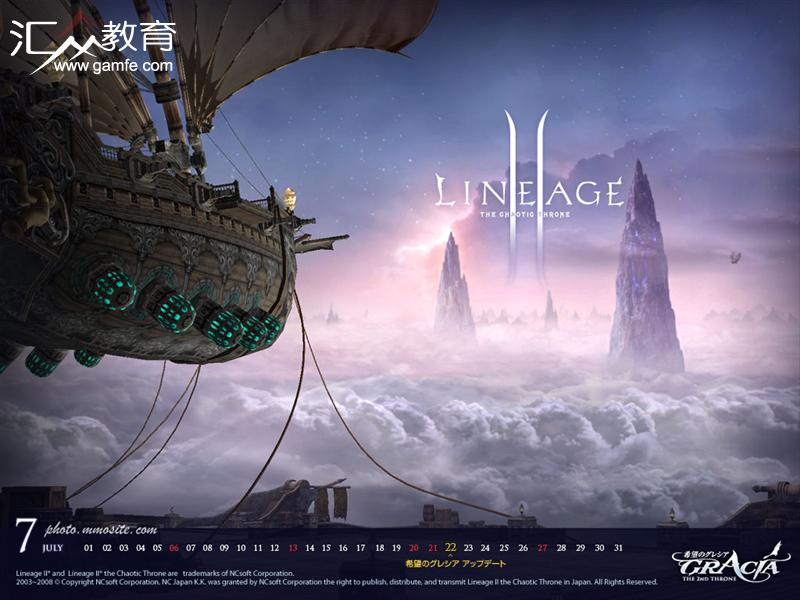 汇众教育
www.gamfe.com
LINEAGE II
THE CHAOTIC THRONE
7
JULY
photo.mmosite.com
01 02 03 04 05 06 07 08 09 10 11 12 13 14 15 16 17 18 19 20 21 22 23 24 25 26 27 28 29 30 31
希望のグレシア アップデート
希望のグレシア
GRACIA
THE 2ND THRONE
Lineage II® and Lineage II® the Chaotic Throne are trademarks of NCsoft Corporation.
2003~2008 © Copyright NCsoft Corporation. NC Japan K.K. was granted by NCsoft Corporation the right to publish, distribute, and transmit Lineage II the Chaotic Throne in Japan. All Rights Reserved.